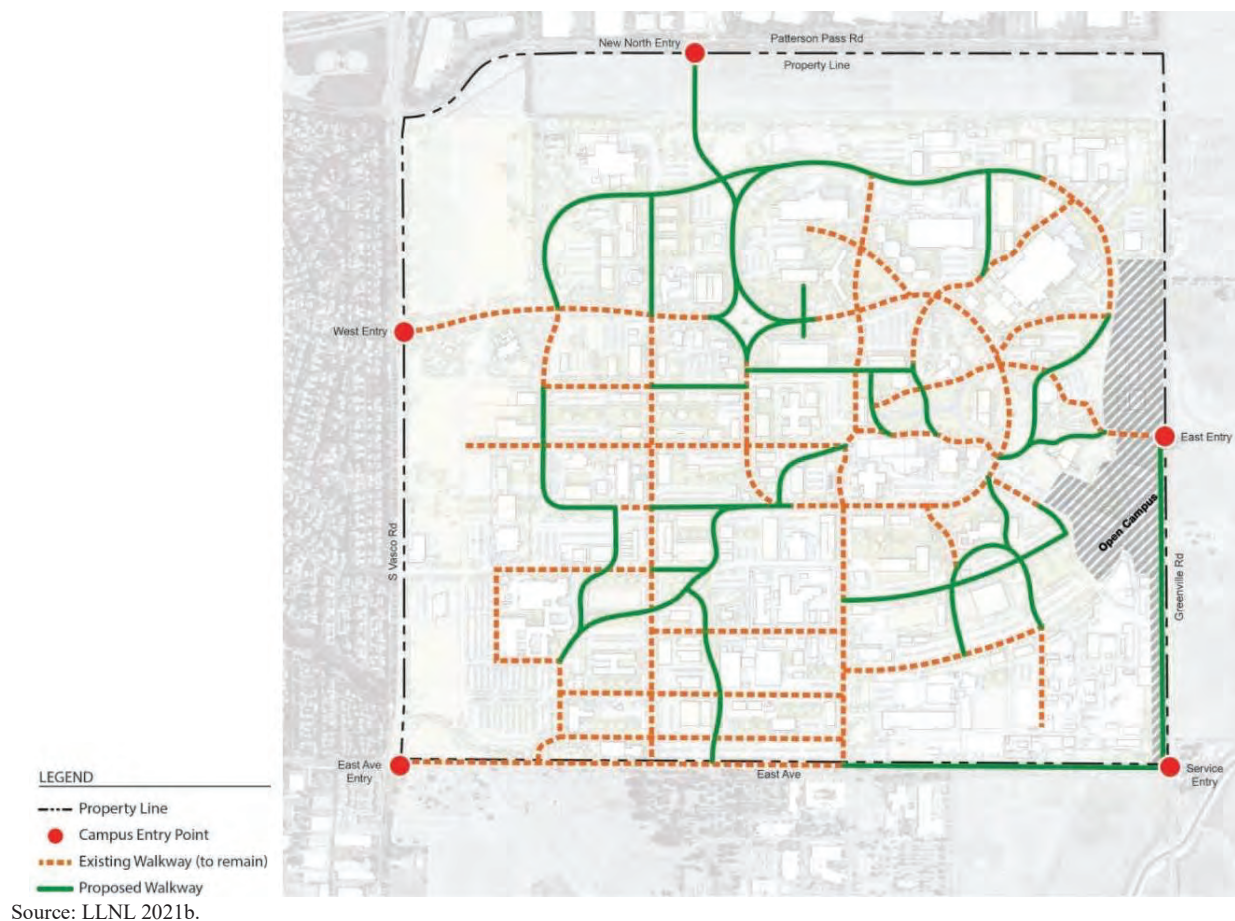 Patterson Pass Rd
New North Entry
Property Line
West Entry
East Entry
Open Campus
S Vasco Rd
Greenville Rd
East Ave
Entry
East Ave
Service
Entry
LEGEND
Property Line
Campus Entry Point
Existing Walkway (to remain)
Proposed Walkway
Source: LLNL 2021b.